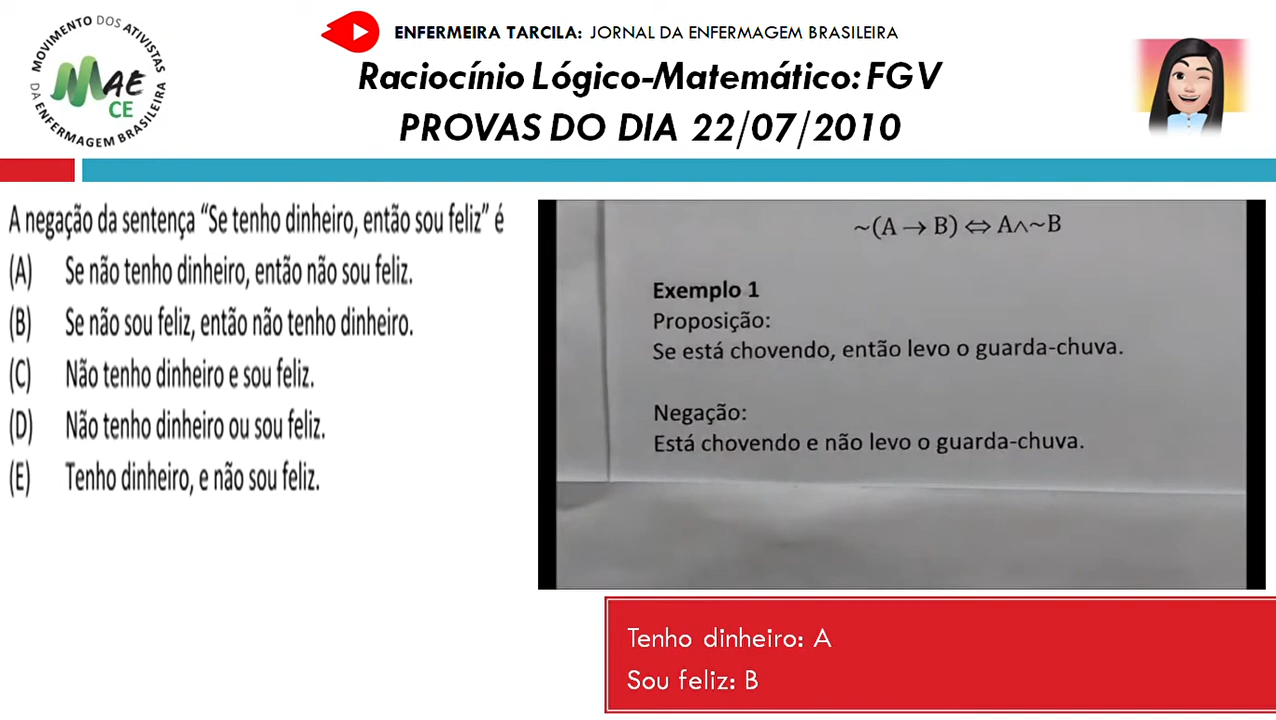 MOVIMENTO DOS ATIVISTAS
DA ENFERMAGEM BRASILEIRA
MAE
CE
ENFERMEIRA TARCILA: JORNAL DA ENFERMAGEM BRASILEIRA
Raciocínio Lógico-Matemático: FGV
PROVAS DO DIA 22/07/2010
A negação da sentença “Se tenho dinheiro, então sou feliz” é
(A) Se não tenho dinheiro, então não sou feliz.
(B) Se não sou feliz, então não tenho dinheiro.
(C) Não tenho dinheiro e sou feliz.
(D) Não tenho dinheiro ou sou feliz.
(E) Tenho dinheiro, e não sou feliz.
~(A → B) ⇔ A∧~B
Exemplo 1
Proposição:
Se está chovendo, então levo o guarda-chuva.
Negação:
Está chovendo e não levo o guarda-chuva.
Tenho dinheiro: A
Sou feliz: B